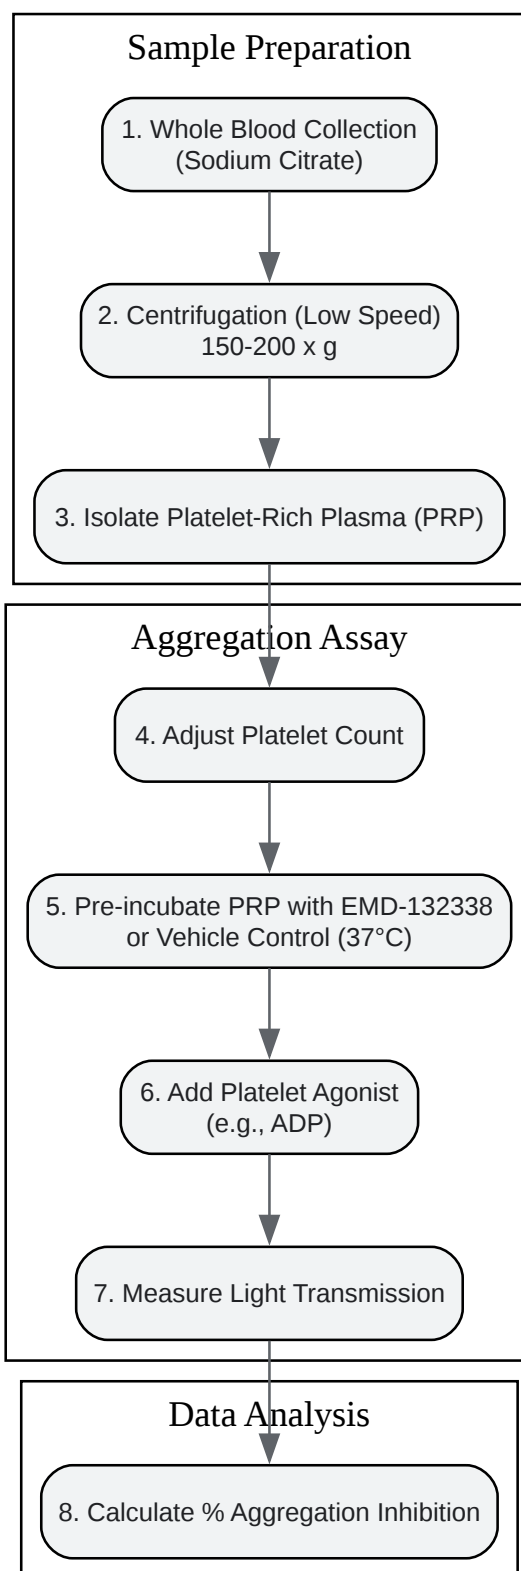 Sample Preparation
1. Whole Blood Collection
(Sodium Citrate)
2. Centrifugation (Low Speed)
150-200 x g
3. Isolate Platelet-Rich Plasma (PRP)
Aggregation Assay
4. Adjust Platelet Count
5. Pre-incubate PRP with EMD-132338
or Vehicle Control (37°C)
6. Add Platelet Agonist
(e.g., ADP)
7. Measure Light Transmission
Data Analysis
8. Calculate % Aggregation Inhibition